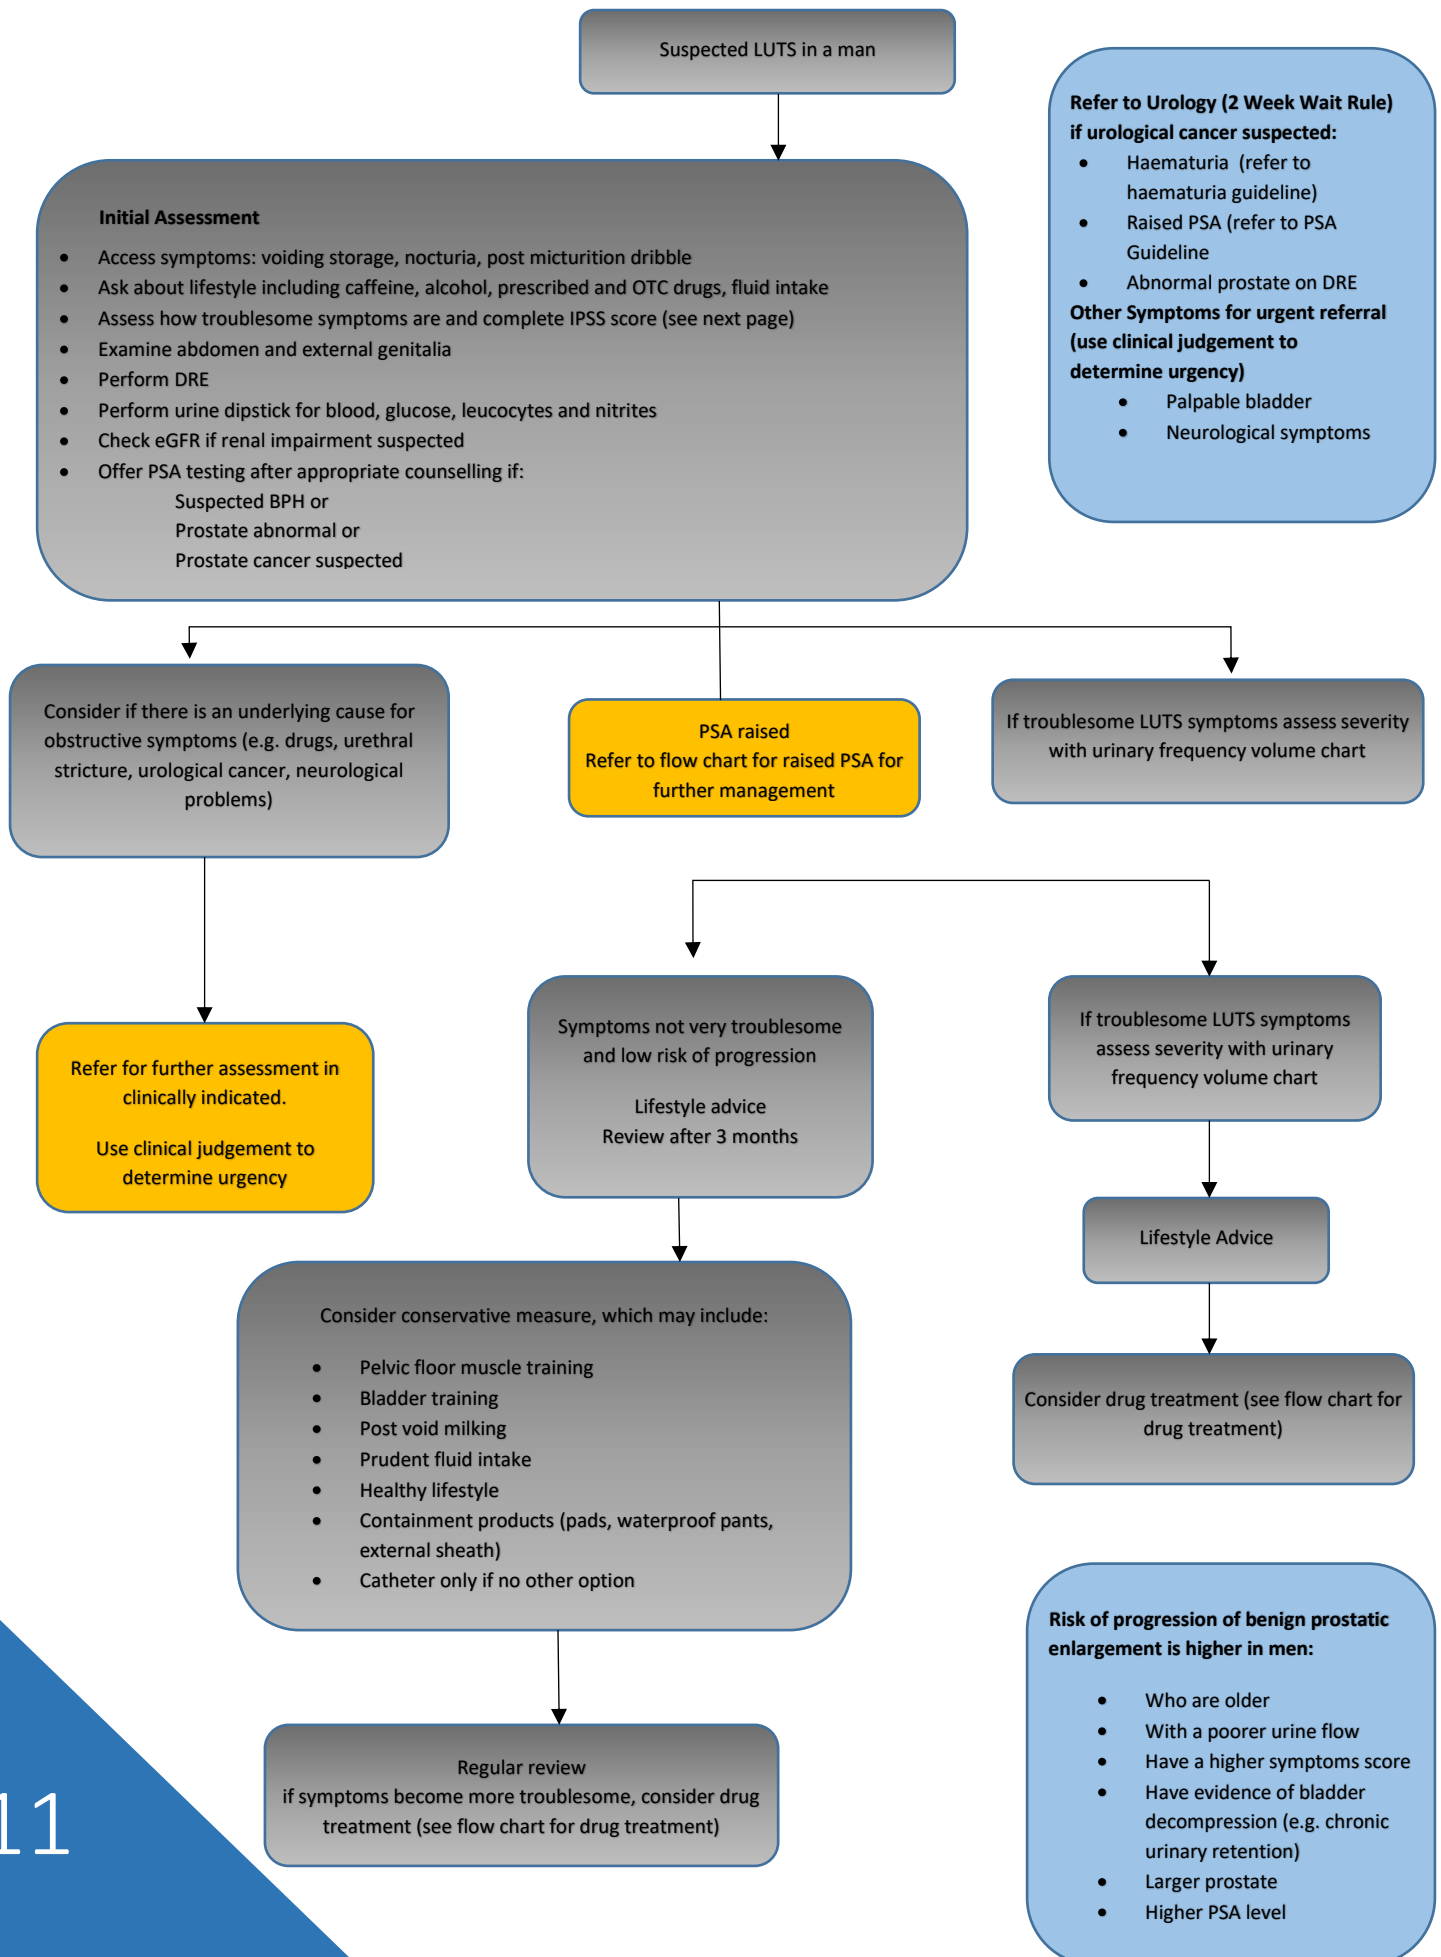 Suspected LUTS in a man
Refer to Urology (2 Week Wait Rule)
if urological cancer suspected:
• Haematuria (refer to
haematuria guideline)
• Raised PSA (refer to PSA
Guideline
• Abnormal prostate on DRE
Other Symptoms for urgent referral
(use clinical judgement to
determine urgency)
• Palpable bladder
• Neurological symptoms
Initial Assessment
• Access symptoms: voiding storage, nocturia, post micturition dribble
• Ask about lifestyle including caffeine, alcohol, prescribed and OTC drugs, fluid intake
• Assess how troublesome symptoms are and complete IPSS score (see next page)
• Examine abdomen and external genitalia
• Perform DRE
• Perform urine dipstick for blood, glucose, leucocytes and nitrites
• Check eGFR if renal impairment suspected
• Offer PSA testing after appropriate counselling if:
Suspected BPH or
Prostate abnormal or
Prostate cancer suspected
Consider if there is an underlying cause for
obstructive symptoms (e.g. drugs, urethral
stricture, urological cancer, neurological
problems)
PSA raised
Refer to flow chart for raised PSA for
further management
If troublesome LUTS symptoms assess severity
with urinary frequency volume chart
Refer for further assessment in
clinically indicated.
Use clinical judgement to
determine urgency
Symptoms not very troublesome
and low risk of progression
Lifestyle advice
Review after 3 months
If troublesome LUTS symptoms
assess severity with urinary
frequency volume chart
Lifestyle Advice
Consider conservative measure, which may include:
• Pelvic floor muscle training
• Bladder training
• Post void milking
• Prudent fluid intake
• Healthy lifestyle
• Containment products (pads, waterproof pants,
external sheath)
• Catheter only if no other option
Consider drug treatment (see flow chart for
drug treatment)
Regular review
if symptoms become more troublesome, consider drug
treatment (see flow chart for drug treatment)
Risk of progression of benign prostatic
enlargement is higher in men:
• Who are older
• With a poorer urine flow
• Have a higher symptoms score
• Have evidence of bladder
decompression (e.g. chronic
urinary retention)
• Larger prostate
• Higher PSA level
11